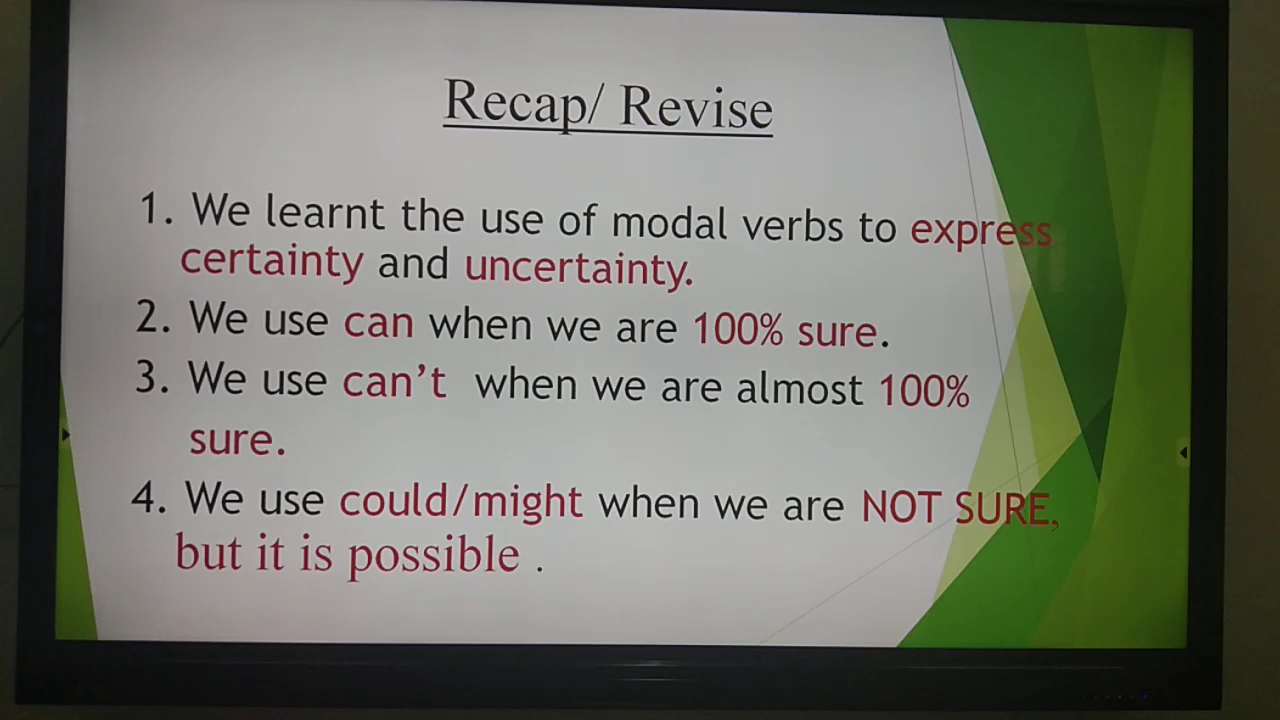 Recap/ Revise
1. We learnt the use of modal verbs to express
certainty and uncertainty.
2. We use can when we are 100% sure.
3. We use can’t when we are almost 100%
sure.
4. We use could/might when we are NOT SURE,
but it is possible .